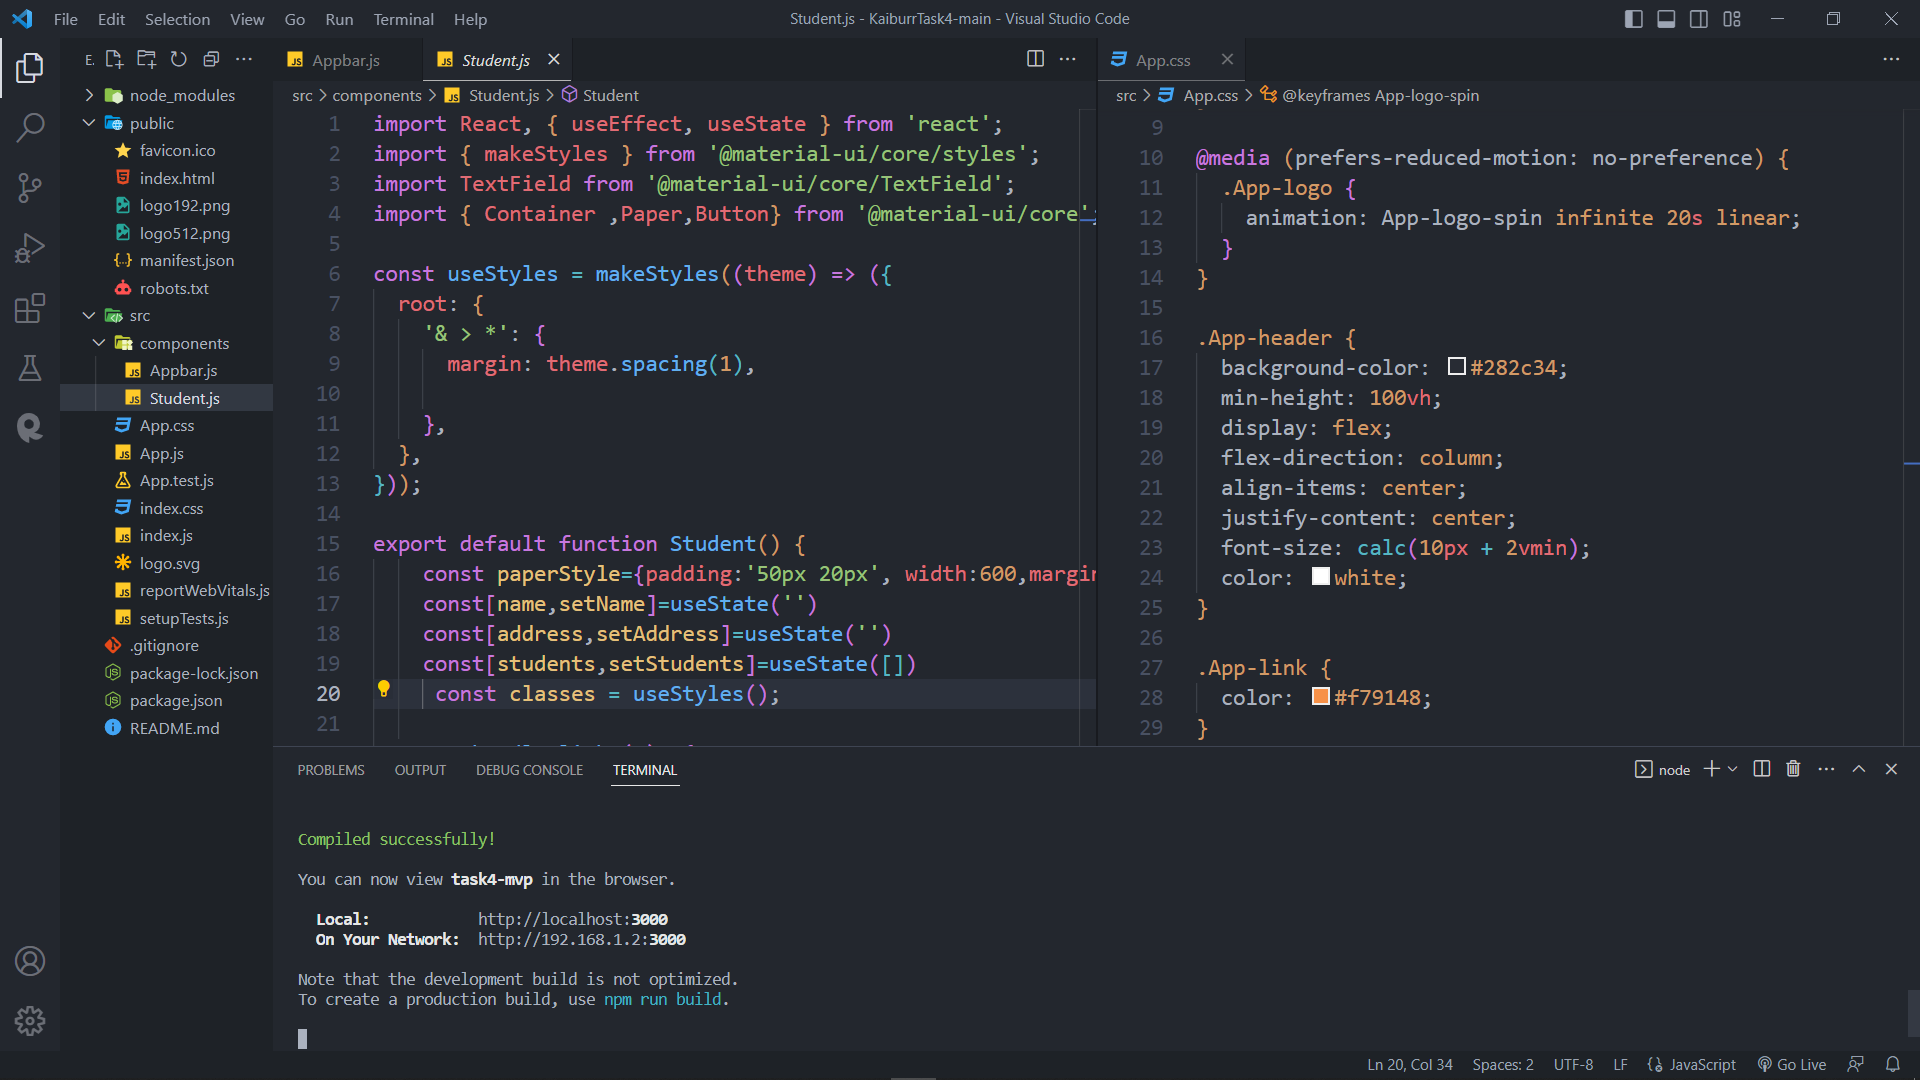 File Edit Selection View Go Run Terminal Help
Student.js - KaiburrTask4-main - Visual Studio Code
E.
node_modules
public
favicon.ico
index.html
logo192.png
logo512.png
manifest.json
robots.txt
src
components
Appbar.js
Student.js
App.css
App.js
App.test.js
index.css
index.js
logo.svg
reportWebVitals.js
setupTests.js
.gitignore
package-lock.json
package.json
README.md
Appbar.js
Student.js
src > components > Student.js > Student
1 import React, { useEffect, useState } from 'react';
2 import { makeStyles } from '@material-ui/core/styles';
3 import TextField from '@material-ui/core/TextField';
4 import { Container ,Paper,Button} from '@material-ui/core';
5
6 const useStyles = makeStyles((theme) => ({
7 root: {
8 '& > *': {
9 margin: theme.spacing(1),
10
11 },
12 },
13 }));
14
15 export default function Student() {
16 const paperStyle={padding:'50px 20px', width:600,margin
17 const[name,setName]=useState('')
18 const[address,setAddress]=useState('')
19 const[students,setStudents]=useState([])
20 const classes = useStyles();
21
App.css
src > App.css > @keyframes App-logo-spin
9
10 @media (prefers-reduced-motion: no-preference) {
11 .App-logo {
12 animation: App-logo-spin infinite 20s linear;
13 }
14 }
15
16 .App-header {
17 background-color: #282c34;
18 min-height: 100vh;
19 display: flex;
20 flex-direction: column;
21 align-items: center;
22 justify-content: center;
23 font-size: calc(10px + 2vmin);
24 color: white;
25 }
26
27 .App-link {
28 color: #f79148;
29 }
PROBLEMS OUTPUT DEBUG CONSOLE TERMINAL
node
Compiled successfully!
You can now view task4-mvp in the browser.
Local: http://localhost:3000
On Your Network: http://192.168.1.2:3000
Note that the development build is not optimized.
To create a production build, use npm run build.
Ln 20, Col 34 Spaces: 2 UTF-8 LF JavaScript Go Live